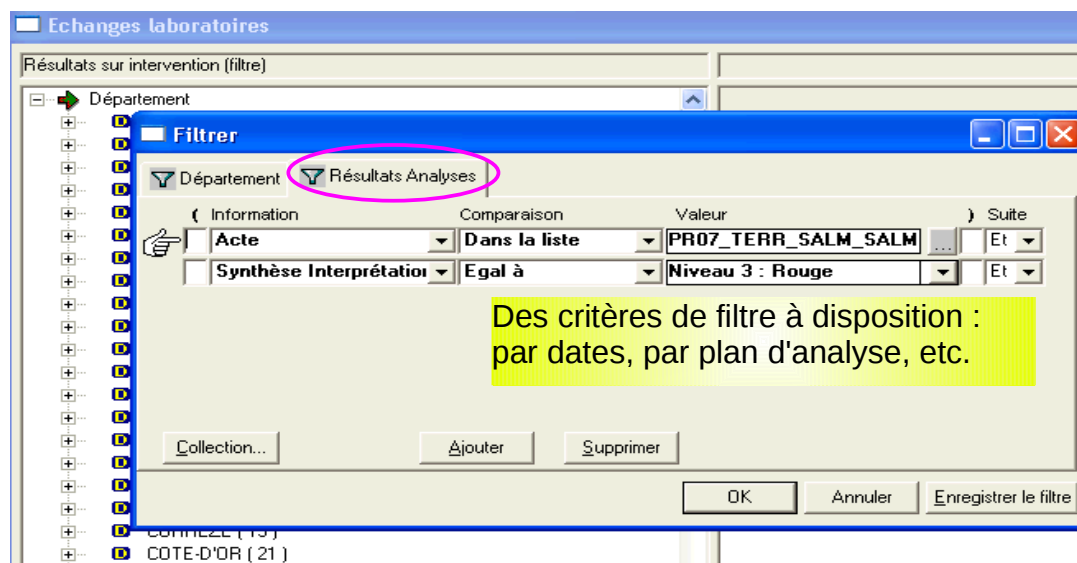 Echanges laboratoires
Résultats sur intervention (filtre)
Département
Filtrer
Département Résultats Analyses
( Information Comparaison Valeur ) Suite
Acte Dans la liste PR07_TERR_SALM_SALM ... Et
Synthèse Interprétation Egal à Niveau 3 : Rouge Et
Des critères de filtre à disposition :
par dates, par plan d'analyse, etc.
Collection... Ajouter Supprimer
OK Annuler Enregistrer le filtre
COTE-D'OR ( 21 )